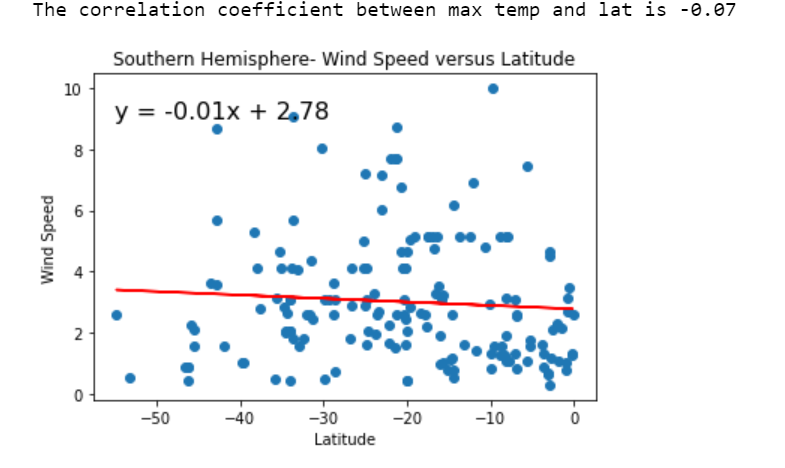 The correlation coefficient between max temp and lat is -0.07
Southern Hemisphere- Wind Speed versus Latitude
y = -0.01x + 2.78
10
8
6
4
2
0
Wind Speed
−50 −40 −30 −20 −10 0
Latitude